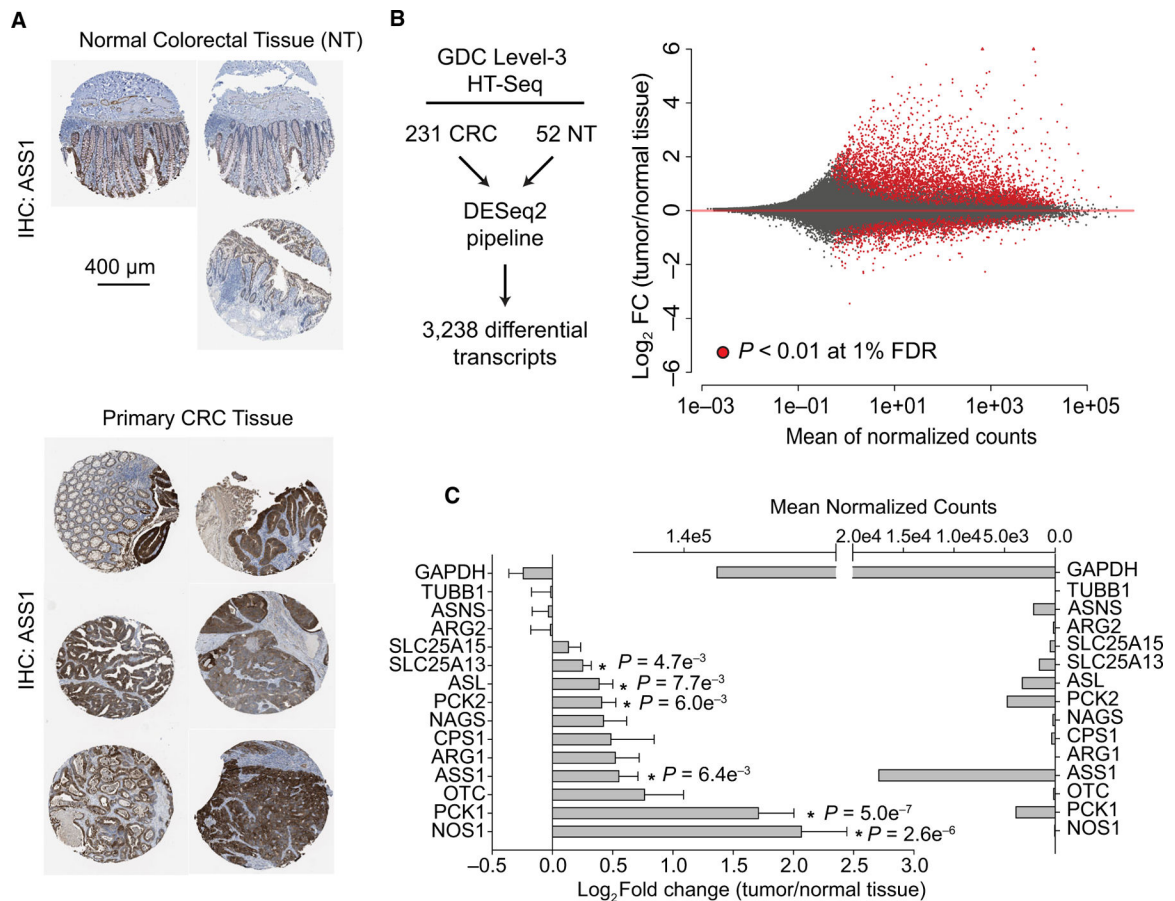 A
Normal Colorectal Tissue (NT)
IHC: ASS1
400 µm
Primary CRC Tissue
IHC: ASS1
B
GDC Level-3
HT-Seq
231 CRC
52 NT
DESeq2
pipeline
3,238 differential
transcripts
Log2 FC (tumor/normal tissue)
6
4
2
0
−2
−4
−6
P < 0.01 at 1% FDR
1e−03
1e−01
1e+01
1e+03
1e+05
Mean of normalized counts
C
Mean Normalized Counts
1.4e5
2.0e4
1.5e4
1.0e4
5.0e3
0.0
GAPDH
TUBB1
ASNS
ARG2
SLC25A15
SLC25A13
ASL
PCK2
NAGS
CPS1
ARG1
ASS1
OTC
PCK1
NOS1
* P = 4.7e−3
* P = 7.7e−3
* P = 6.0e−3
* P = 6.4e−3
* P = 5.0e−7
* P = 2.6e−6
GAPDH
TUBB1
ASNS
ARG2
SLC25A15
SLC25A13
ASL
PCK2
NAGS
CPS1
ARG1
ASS1
OTC
PCK1
NOS1
−0.5
0.0
0.5
1.0
1.5
2.0
2.5
3.0
Log2Fold change (tumor/normal tissue)